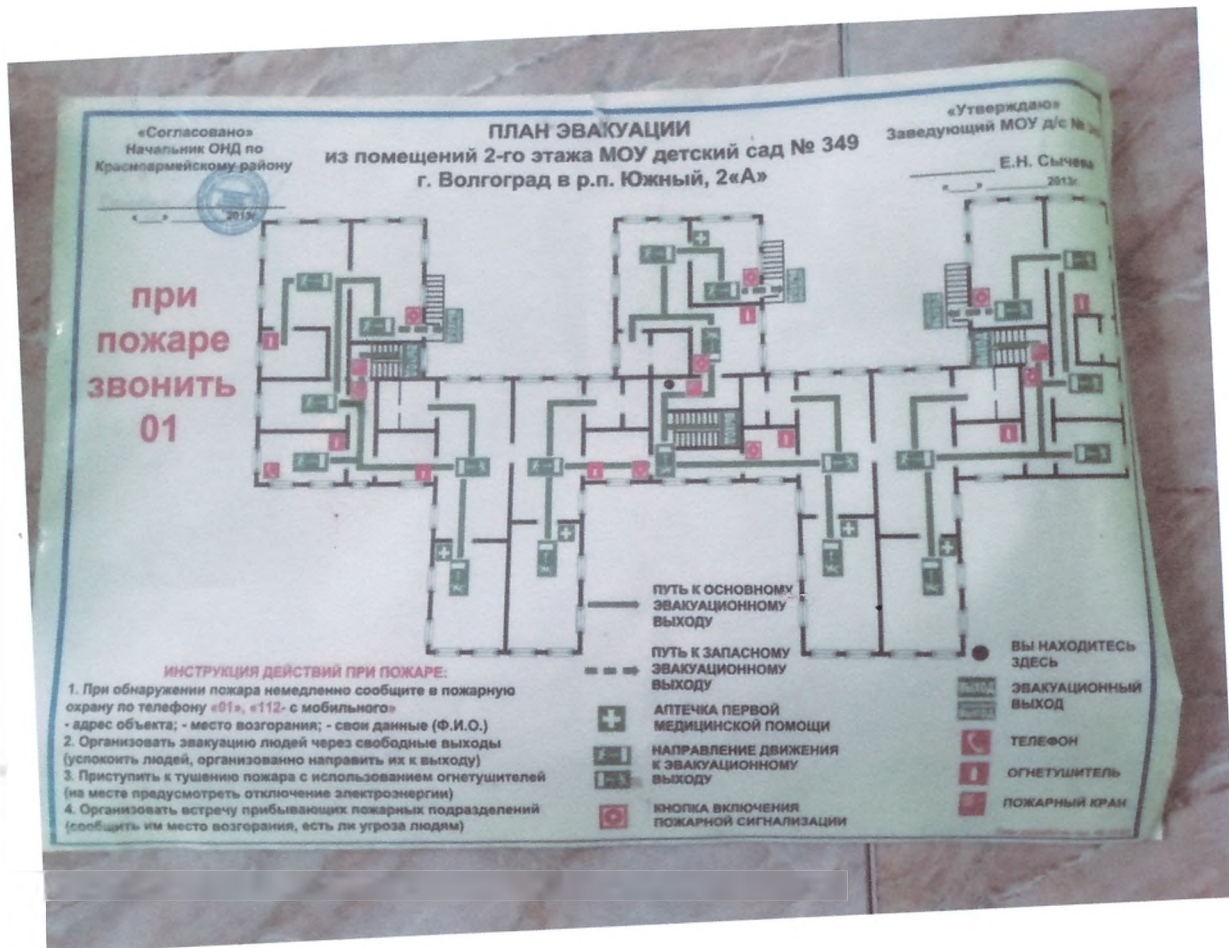 «Согласовано»
Начальник ОНД по
Красноармейскому району
«___» ________ 2013г
ПЛАН ЭВАКУАЦИИ
из помещений 2-го этажа МОУ детский сад № 349
г. Волгоград в р.п. Южный, 2«А»
«Утверждаю»
Заведующий МОУ д/с №
Е.Н. Сычева
«___» ________ 2013г
при
пожаре
звонить
01
ПУТЬ К ОСНОВНОМУ
ЭВАКУАЦИОННОМУ
ВЫХОДУ
ПУТЬ К ЗАПАСНОМУ
ЭВАКУАЦИОННОМУ
ВЫХОДУ
АПТЕЧКА ПЕРВОЙ
МЕДИЦИНСКОЙ ПОМОЩИ
НАПРАВЛЕНИЕ ДВИЖЕНИЯ
К ЭВАКУАЦИОННОМУ
ВЫХОДУ
КНОПКА ВКЛЮЧЕНИЯ
ПОЖАРНОЙ СИГНАЛИЗАЦИИ
ВЫ НАХОДИТЕСЬ
ЗДЕСЬ
ВЫХОД
ЭВАКУАЦИОННЫЙ
ВЫХОД
ТЕЛЕФОН
ОГНЕТУШИТЕЛЬ
ПОЖАРНЫЙ КРАН
ИНСТРУКЦИЯ ДЕЙСТВИЙ ПРИ ПОЖАРЕ:
1. При обнаружении пожара немедленно сообщите в пожарную
охрану по телефону «01», «112- с мобильного»
- адрес объекта; - место возгорания; - свои данные (Ф.И.О.)
2. Организовать эвакуацию людей через свободные выходы
(успокоить людей, организованно направить их к выходу)
3. Приступить к тушению пожара с использованием огнетушителей
(на месте предусмотреть отключение электроэнергии)
4. Организовать встречу прибывающих пожарных подразделений
(сообщить им место возгорания, есть ли угроза людям)